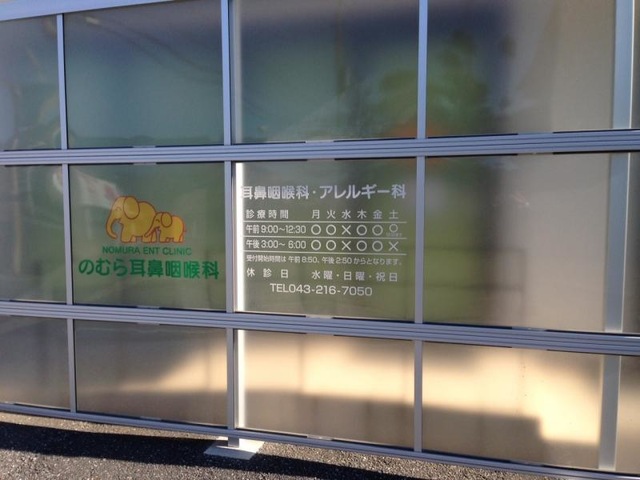 NOMURA ENT CLINIC
のむら耳鼻咽喉科
耳鼻咽喉科・アレルギー科
診療時間 月 火 水 木 金 土
午前 9:00~12:30 ○ ○ × ○ ○ ○
午後 3:00~6:00 ○ ○ × ○ ○ ×
受付開始時間は 午前 8:50、午後 2:50 からとなります。
休診日 水曜・日曜・祝日
TEL043-216-7050